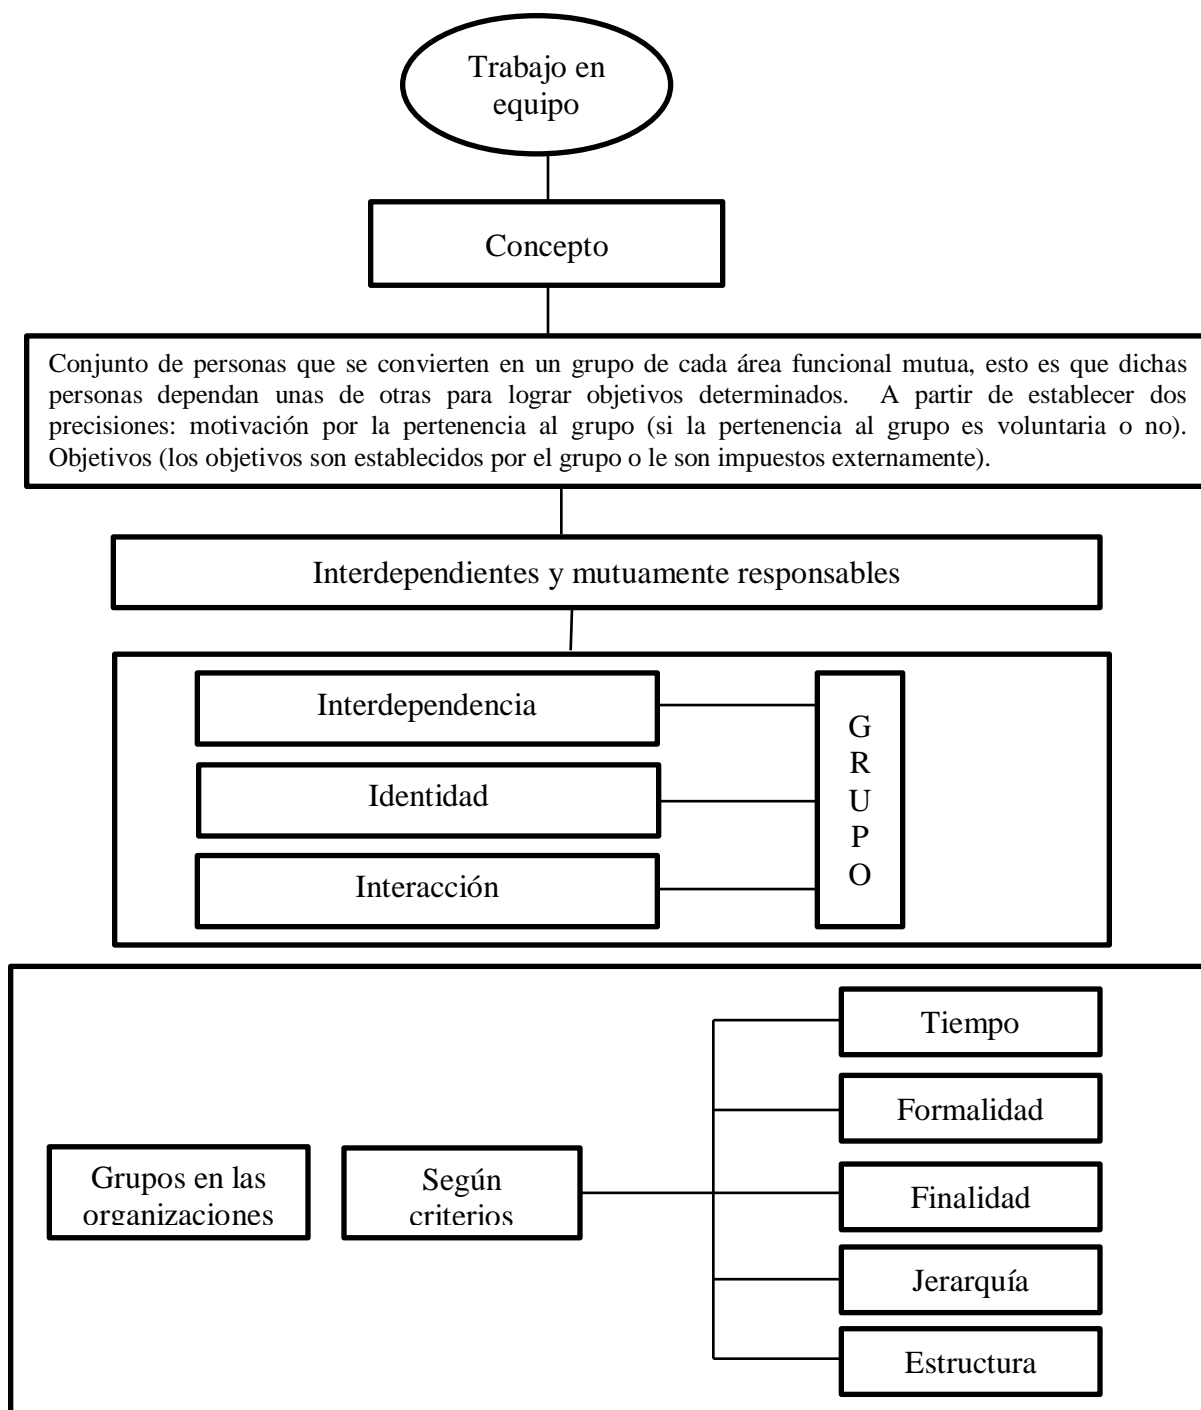 Trabajo en
equipo
Concepto
Conjunto de personas que se convierten en un grupo de cada área funcional mutua, esto es que dichas
personas dependan unas de otras para lograr objetivos determinados. A partir de establecer dos
precisiones: motivación por la pertenencia al grupo (si la pertenencia al grupo es voluntaria o no).
Objetivos (los objetivos son establecidos por el grupo o le son impuestos externamente).
Interdependientes y mutuamente responsables
Interdependencia
Identidad
Interacción
G
R
U
P
O
Grupos en las
organizaciones
Según
criterios
Tiempo
Formalidad
Finalidad
Jerarquía
Estructura